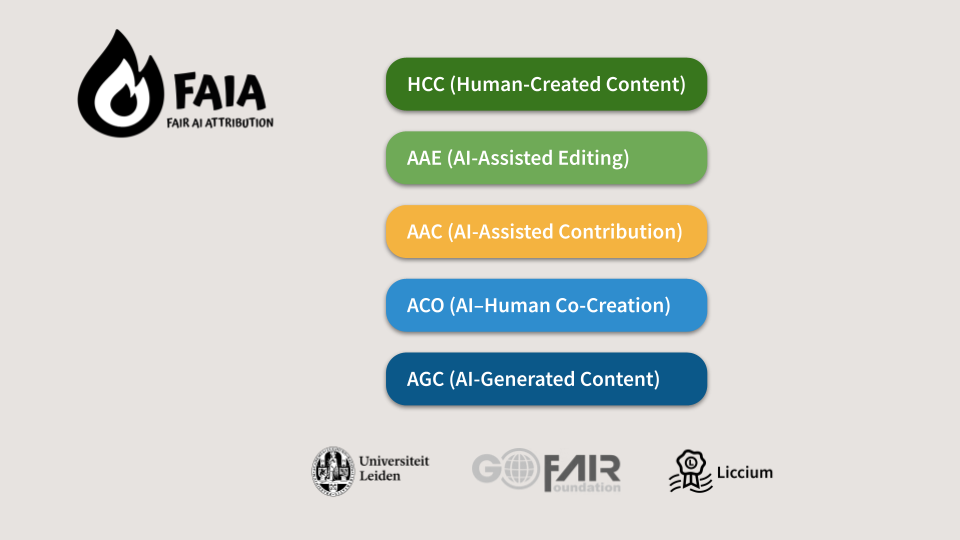 FAIA
FAIR AI ATTRIBUTION
HCC (Human-Created Content)
AAE (AI-Assisted Editing)
AAC (AI-Assisted Contribution)
ACO (AI–Human Co-Creation)
AGC (AI-Generated Content)
Universiteit
Leiden
GO FAIR
Foundation
Liccium